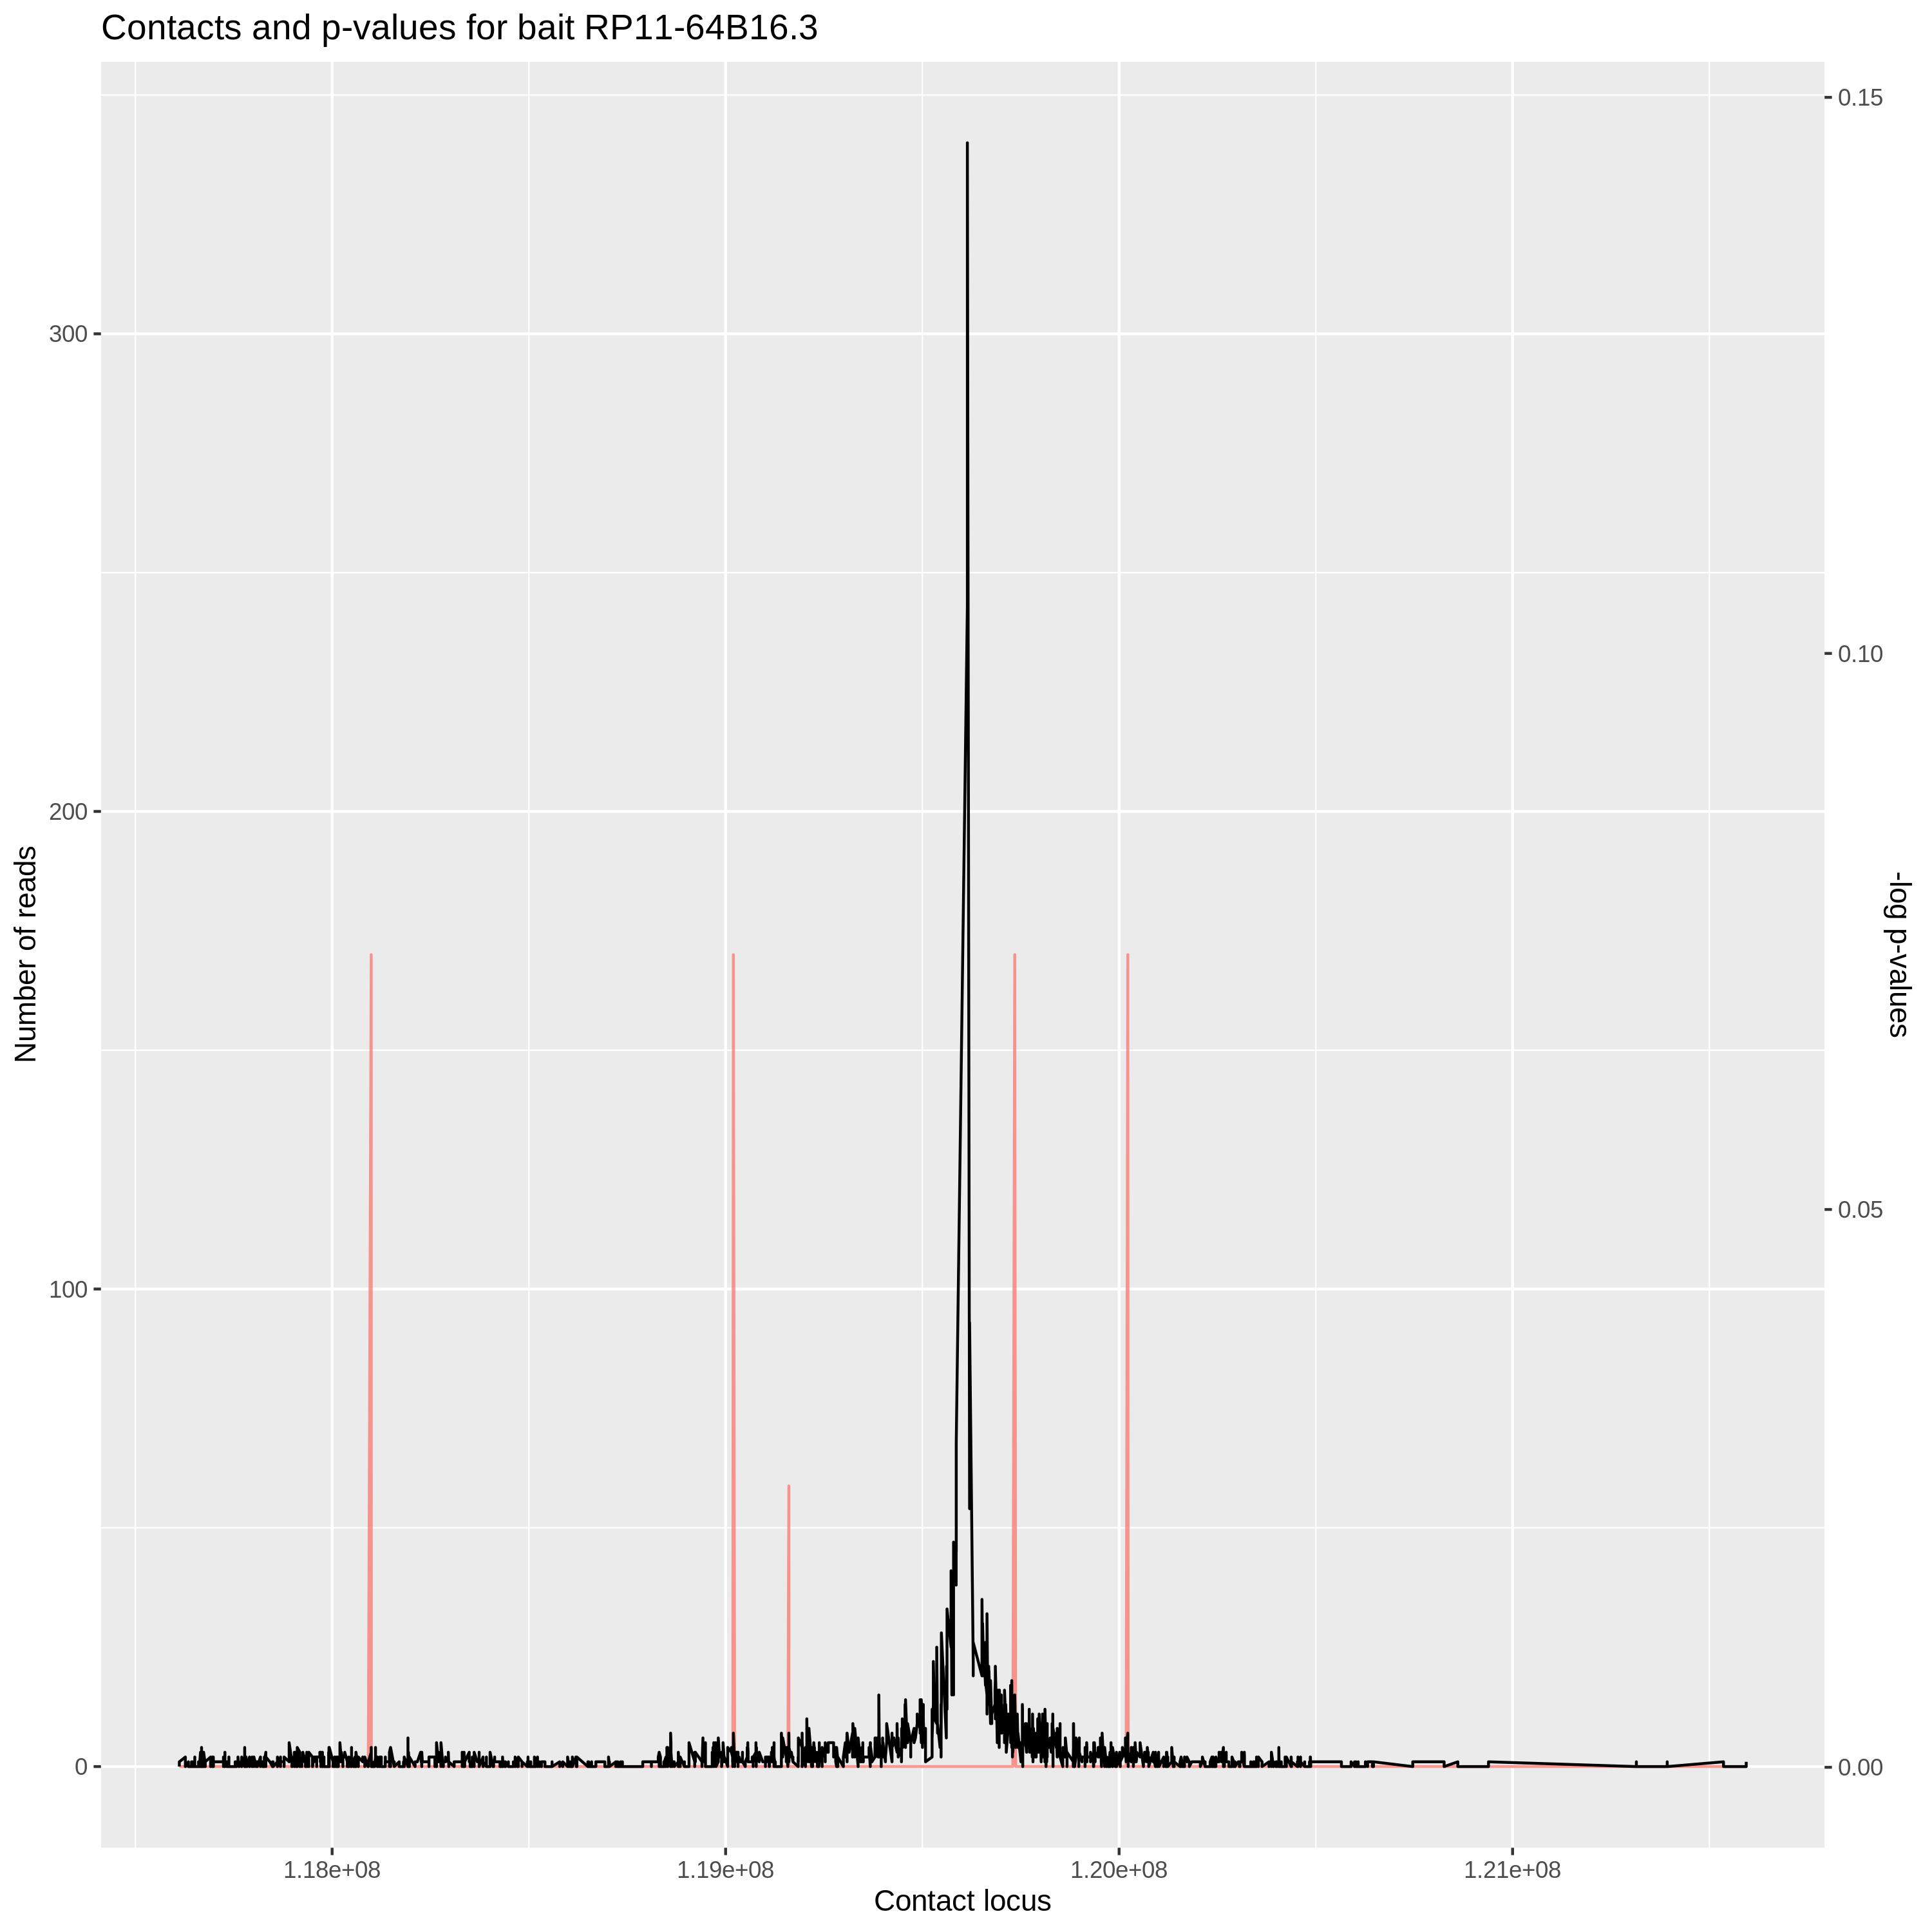 Contacts and p-values for bait RP11-64B16.3
0.15
300
0.10
200
Number of reads
-log p-values
0.05
100
0
0.00
1.18e+08 1.19e+08 1.20e+08 1.21e+08
Contact locus